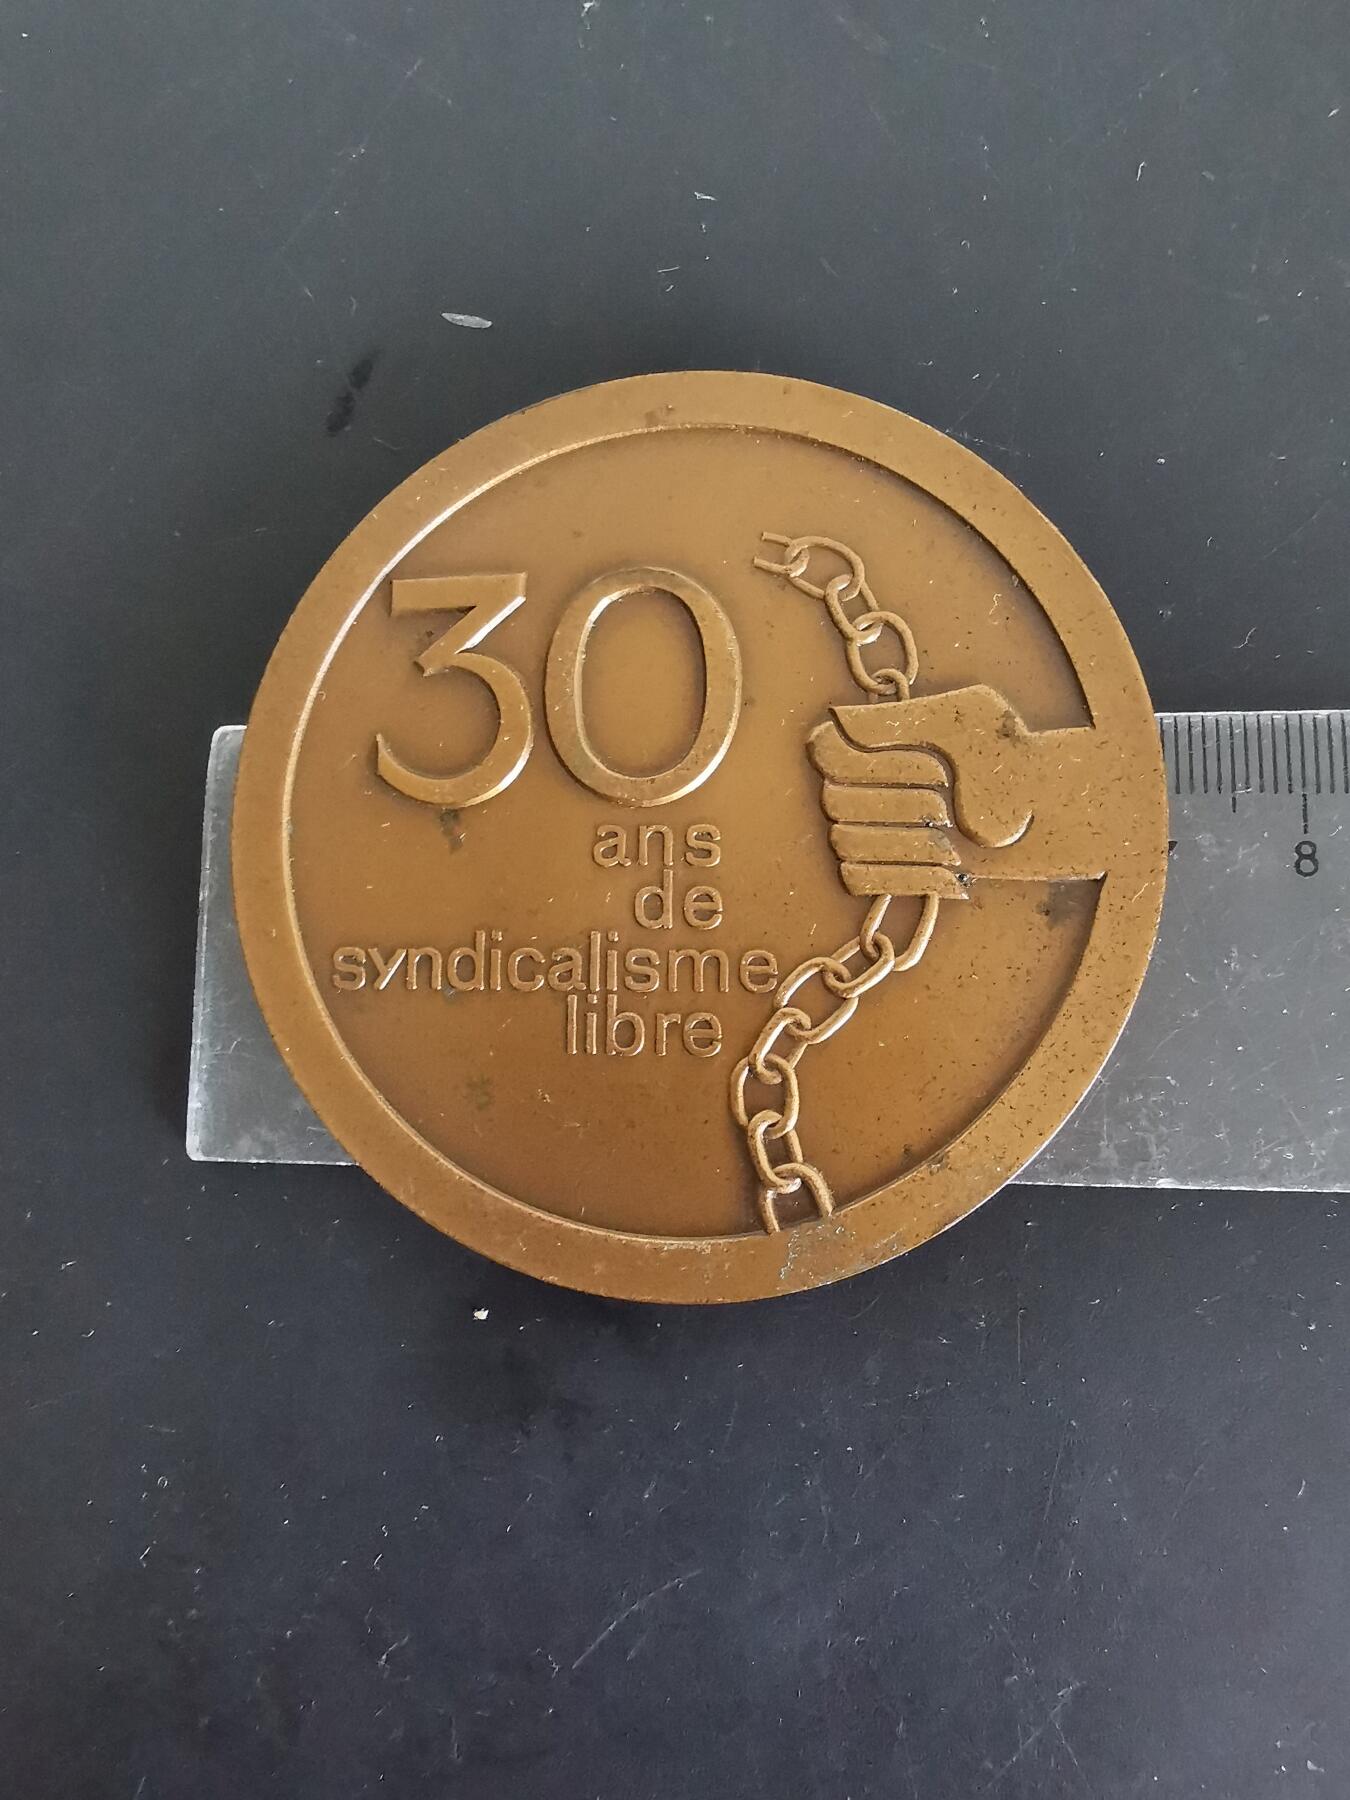 30
ans
de
syndicalisme
libre
8